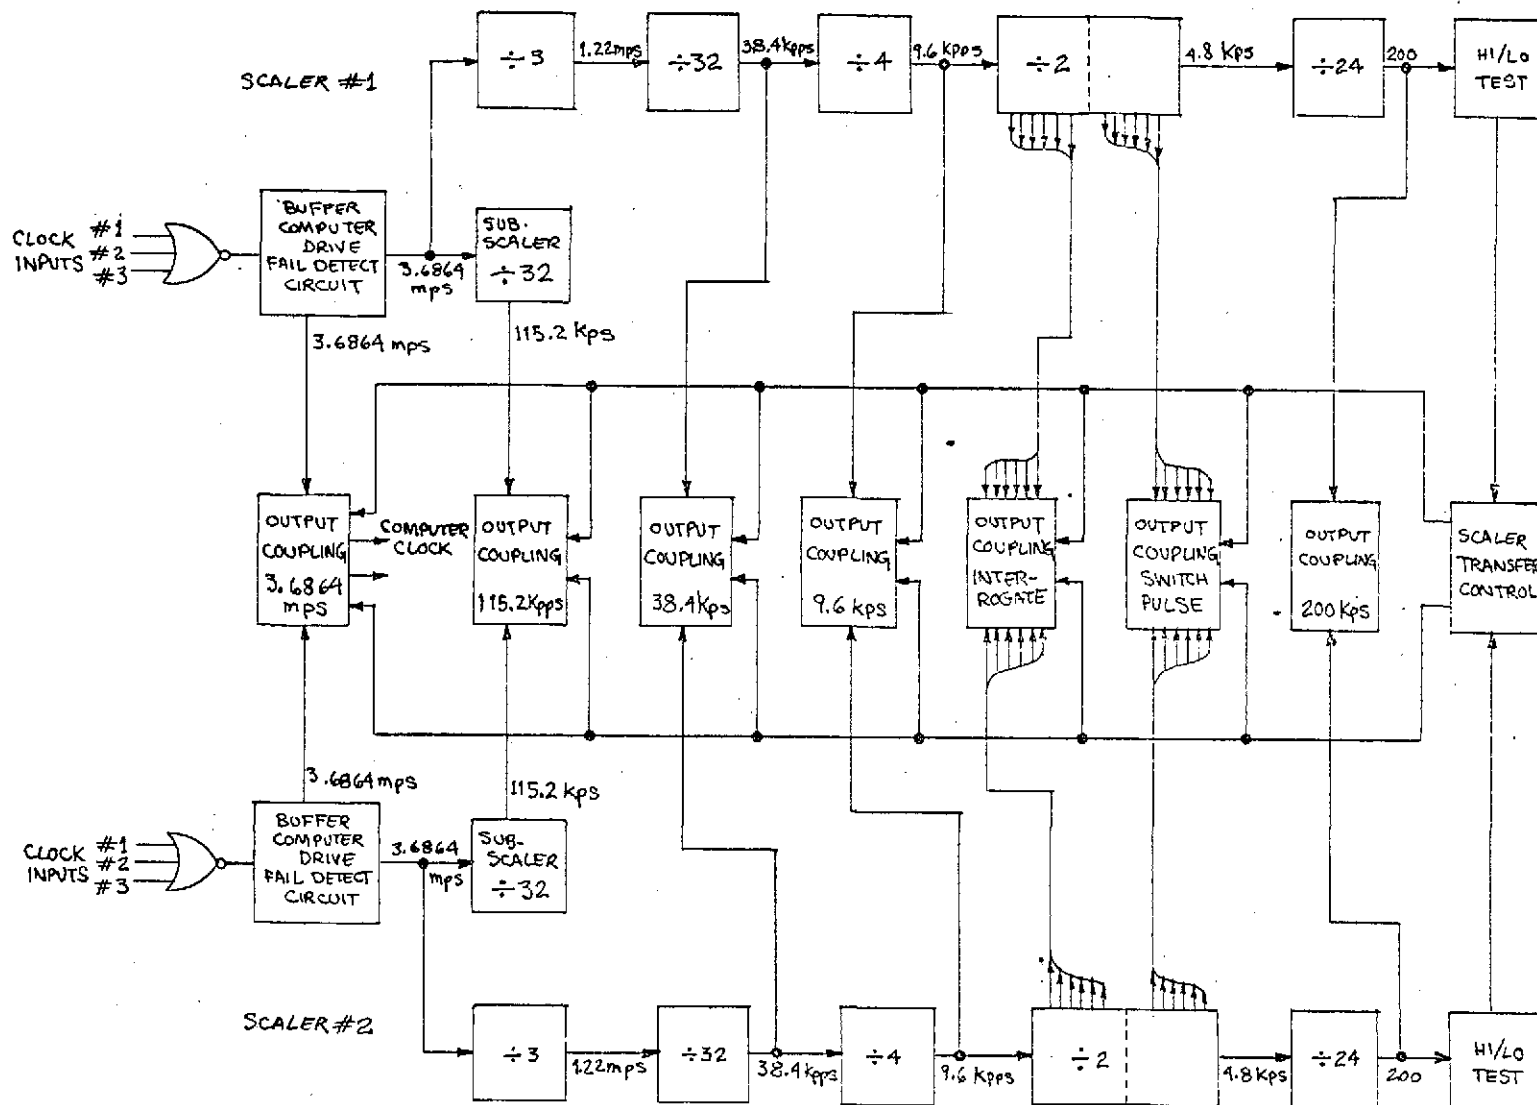 SCALER #1
÷3
1.22mps
÷32
38.4kpps
÷4
9.6 Kpps
÷2
4.8 Kps
÷24
200
HI/LO
TEST
CLOCK
INPUTS
#1
#2
#3
BUFFER
COMPUTER
DRIVE
FAIL DETECT
CIRCUIT
3.6864
mps
SUB-
SCALER
÷32
3.6864 mps
115.2 Kps
OUTPUT
COUPLING
3.6864
mps
COMPUTER
CLOCK
OUTPUT
COUPLING
115.2Kpps
OUTPUT
COUPLING
38.4Kps
OUTPUT
COUPLING
9.6 kps
OUTPUT
COUPLING
INTER-
ROGATE
OUTPUT
COUPLING
SWITCH
PULSE
OUTPUT
COUPLING
200 Kps
SCALER
TRANSFER
CONTROL
3.6864 mps
115.2 Kps
CLOCK
INPUTS
#1
#2
#3
BUFFER
COMPUTER
DRIVE
FAIL DETECT
CIRCUIT
3.6864
mps
SUB-
SCALER
÷32
SCALER #2
÷3
1.22mps
÷32
38.4kpps
÷4
9.6 Kpps
÷2
4.8 Kps
÷24
200
HI/LO
TEST